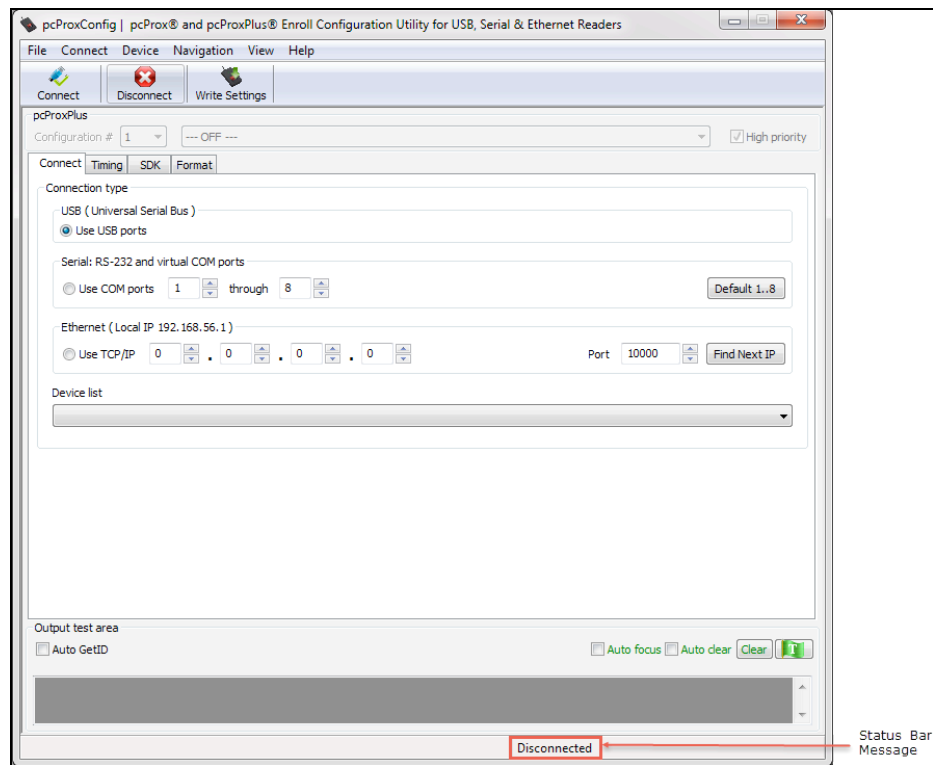 pcProxConfig | pcProx® and pcProxPlus® Enroll Configuration Utility for USB, Serial & Ethernet Readers
File Connect Device Navigation View Help
Connect Disconnect Write Settings
pcProxPlus
Configuration # 1 --- OFF --- High priority
Connect Timing SDK Format
Connection type
USB ( Universal Serial Bus )
Use USB ports
Serial: RS-232 and virtual COM ports
Use COM ports 1 through 8 Default 1..8
Ethernet ( Local IP 192.168.56.1 )
Use TCP/IP 0 . 0 . 0 . 0 Port 10000 Find Next IP
Device list
Output test area
Auto GetID Auto focus Auto clear Clear
Disconnected
Status Bar
Message